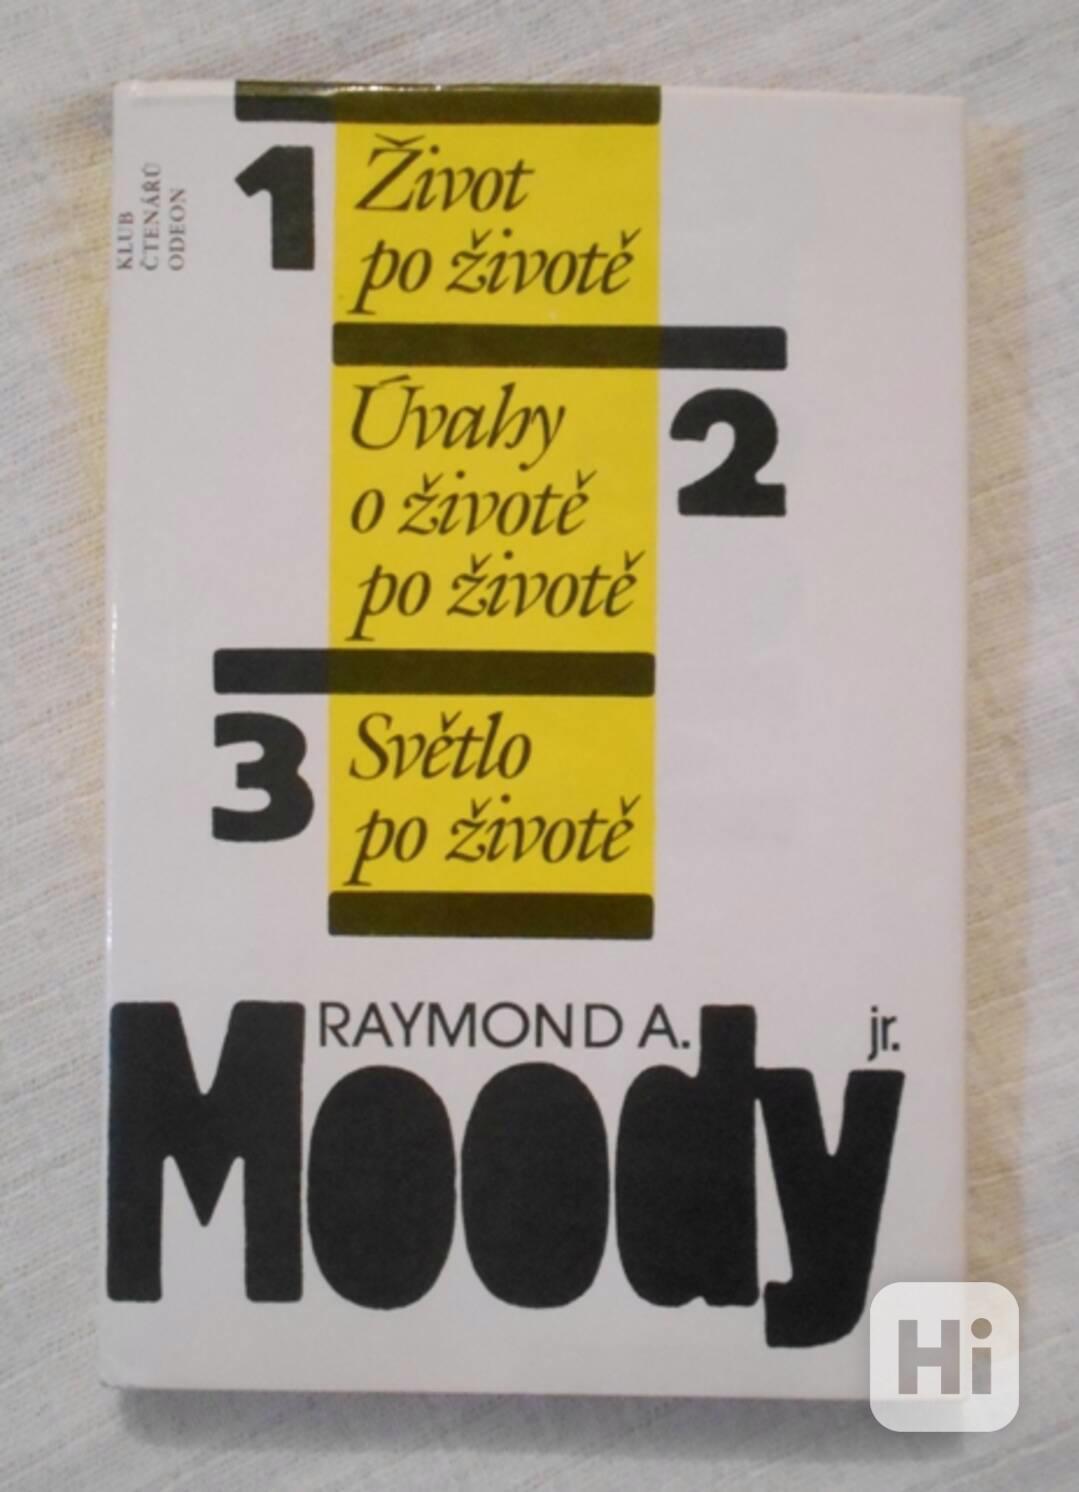 KLUB
ČTENÁŘŮ
ODEON
1
Život
po životě
2
Úvahy
o životě
po životě
3
Světlo
po životě
RAYMOND A.
jr.
Moody
Hi